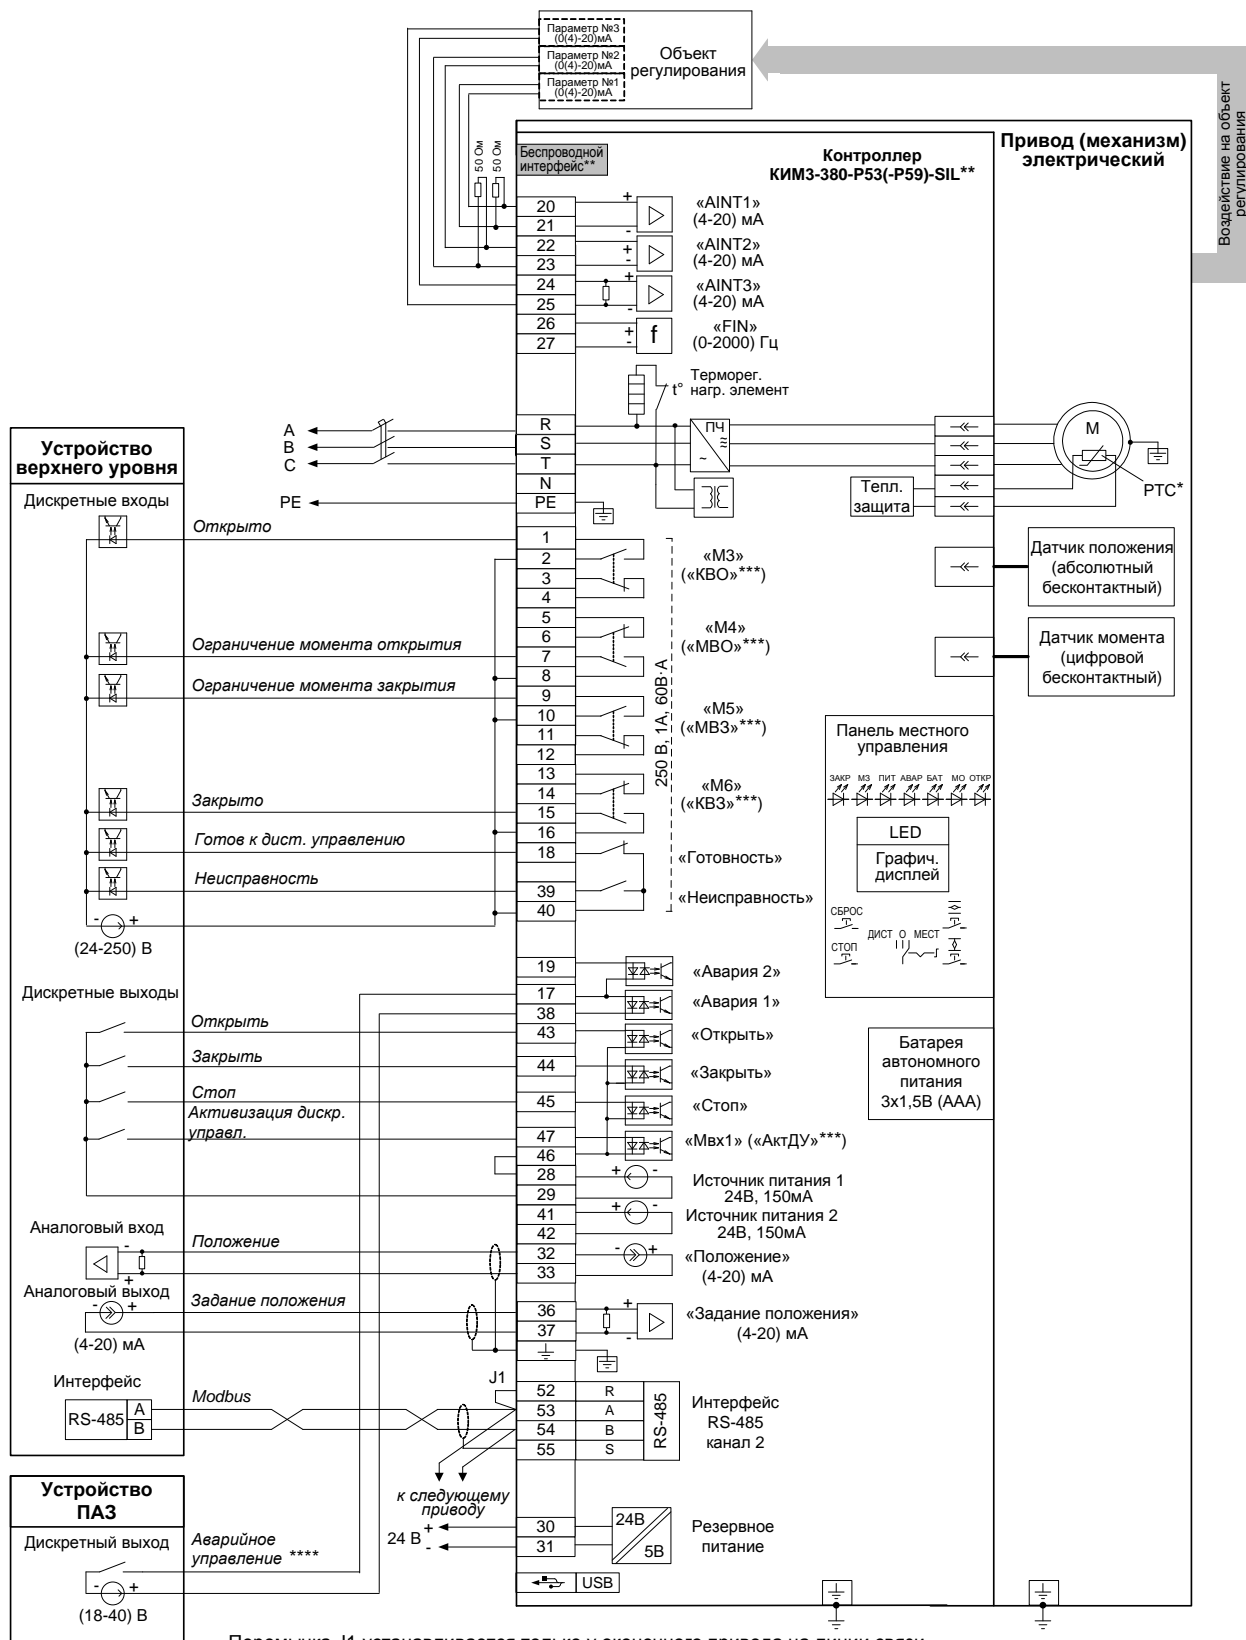 Параметр №3
(0(4)-20)мА
Параметр №2
(0(4)-20)мА
Параметр №1
(0(4)-20)мА
Объект
регулирования
Воздействие на объект
регулирования
50 Ом
50 Ом
Беспроводной
интерфейс**
Контроллер
КИМ3-380-Р53(-Р59)-SIL**
Привод (механизм)
электрический
20
21
22
23
24
25
26
27
+
-
«AINT1»
(4-20) мА
+
-
«AINT2»
(4-20) мА
+
-
«AINT3»
(4-20) мА
+
-
f
«FIN»
(0-2000) Гц
t°
Терморег.
нагр. элемент
A
B
C
PE
R
S
T
N
PE
ПЧ
~
Тепл.
защита
М
РТС*
Датчик положения
(абсолютный
бесконтактный)
Датчик момента
(цифровой
бесконтактный)
Устройство
верхнего уровня
Дискретные входы
Открыто
Ограничение момента открытия
Ограничение момента закрытия
Закрыто
Готов к дист. управлению
Неисправность
- +
(24-250) В
1
2
3
4
5
6
7
8
9
10
11
12
13
14
15
16
18
39
40
250 В, 1А, 60В·А
«М3»
(«КВО»***)
«М4»
(«МВО»***)
«М5»
(«МВЗ»***)
«М6»
(«КВЗ»***)
«Готовность»
«Неисправность»
Панель местного
управления
ЗАКР МЗ ПИТ АВАР БАТ МО ОТКР
LED
Графич.
дисплей
СБРОС
СТОП
ДИСТ О МЕСТ
Дискретные выходы
Открыть
Закрыть
Стоп
Активизация дискр.
управл.
19
17
38
43
44
45
47
46
28
29
41
42
32
33
36
37
«Авария 2»
«Авария 1»
«Открыть»
«Закрыть»
«Стоп»
«Мвх1» («АктДУ»***)
+ -
Источник питания 1
24В, 150мА
+ -
Источник питания 2
24В, 150мА
- +
«Положение»
(4-20) мА
+
-
«Задание положения»
(4-20) мА
Батарея
автономного
питания
3х1,5В (ААА)
Аналоговый вход
-
+
Положение
Аналоговый выход
- +
Задание положения
(4-20) мА
Интерфейс
RS-485
A
B
Modbus
J1
52 R
53 A
54 B
55 S
RS-485
Интерфейс
RS-485
канал 2
к следующему
приводу
24 В
+
-
30
31
24В
5В
Резервное
питание
USB
Устройство
ПАЗ
Дискретный выход
Аварийное
управление ****
- +
(18-40) В